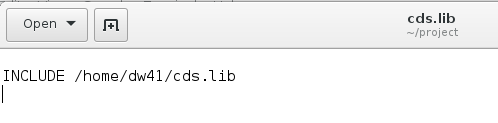 Open
cds.lib
~/project
INCLUDE /home/dw41/cds.lib